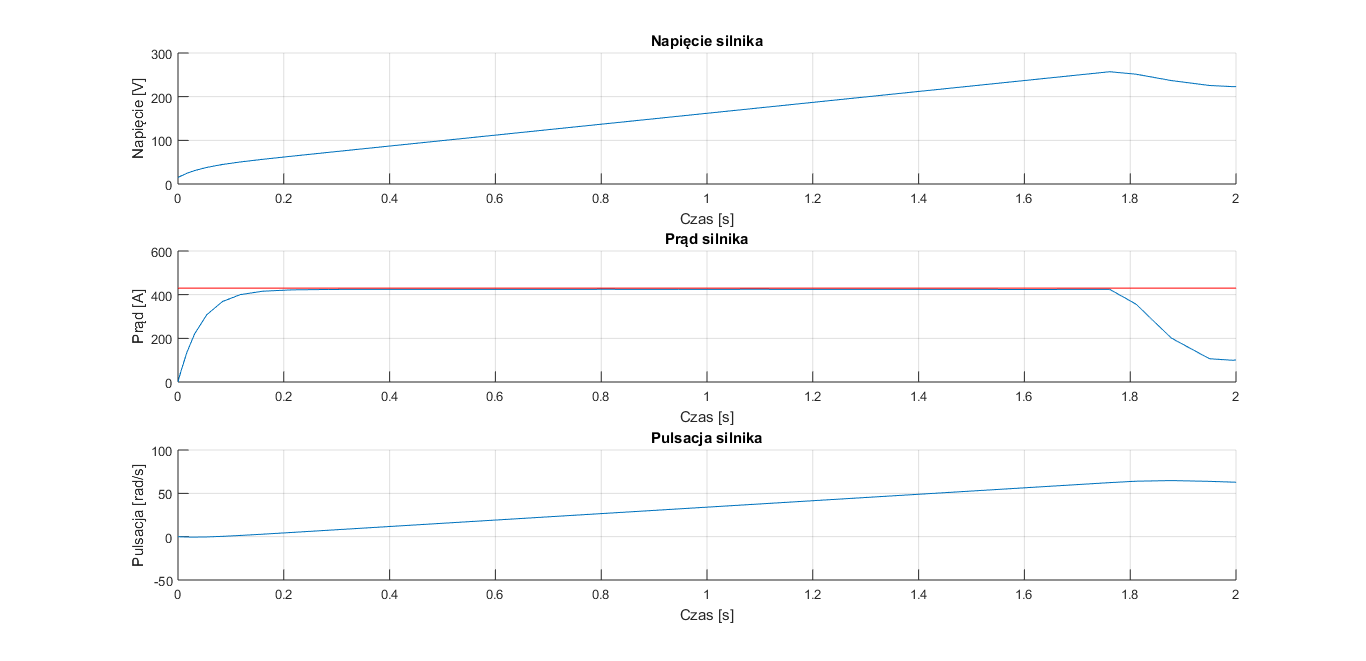 Napięcie silnika
Napięcie [V]
300
200
100
0
0 0.2 0.4 0.6 0.8 1 1.2 1.4 1.6 1.8 2
Czas [s]
Prąd silnika
Prąd [A]
600
400
200
0
0 0.2 0.4 0.6 0.8 1 1.2 1.4 1.6 1.8 2
Czas [s]
Pulsacja silnika
Pulsacja [rad/s]
100
50
0
-50
0 0.2 0.4 0.6 0.8 1 1.2 1.4 1.6 1.8 2
Czas [s]